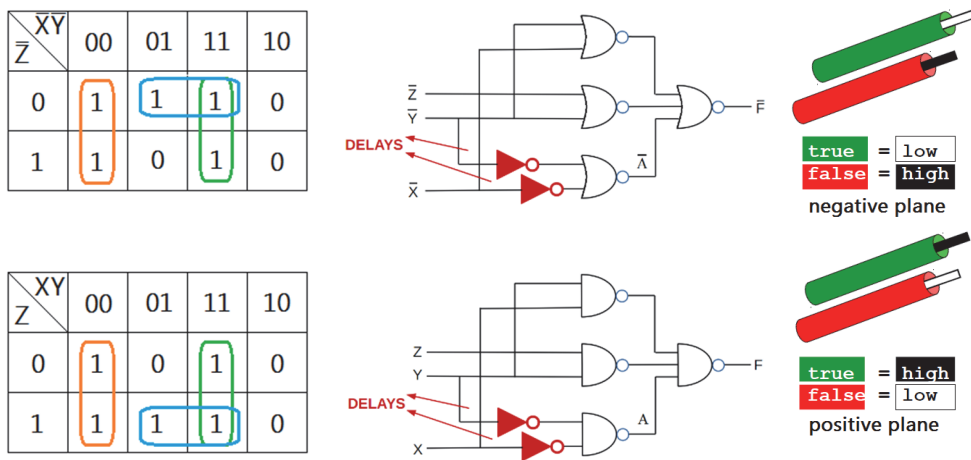 X̅Y̅ 00 01 11 10
Z̅
0 1 1 1 0
1 1 0 1 0
Z̅
Y̅
DELAYS
X̅
A̅
F̅
true = low
false = high
negative plane
XY 00 01 11 10
Z
0 1 0 1 0
1 1 1 1 0
Z
Y
DELAYS
X
A
F
true = high
false = low
positive plane